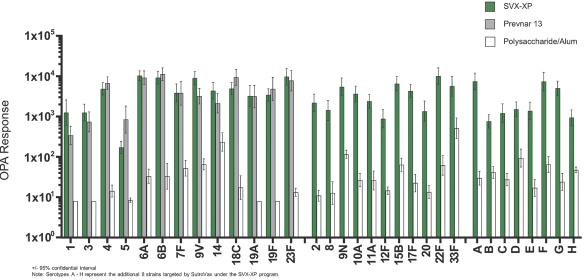 SVX-XP
Prevnar 13
Polysaccharide/Alum
OPA Response
1x10⁵
1x10⁴
1x10³
1x10²
1x10¹
1x10⁰
1 3 4 5 6A 6B 7F 9V 14 18C 19A 19F 23F 2 8 9N 10A 11A 12F 15B 17F 20 22F 33F A B C D E F G H
+/- 95% confidential interval
Note: Serotypes A - H represent the additional 8 strains targeted by SutroVax under the SVX-XP program.